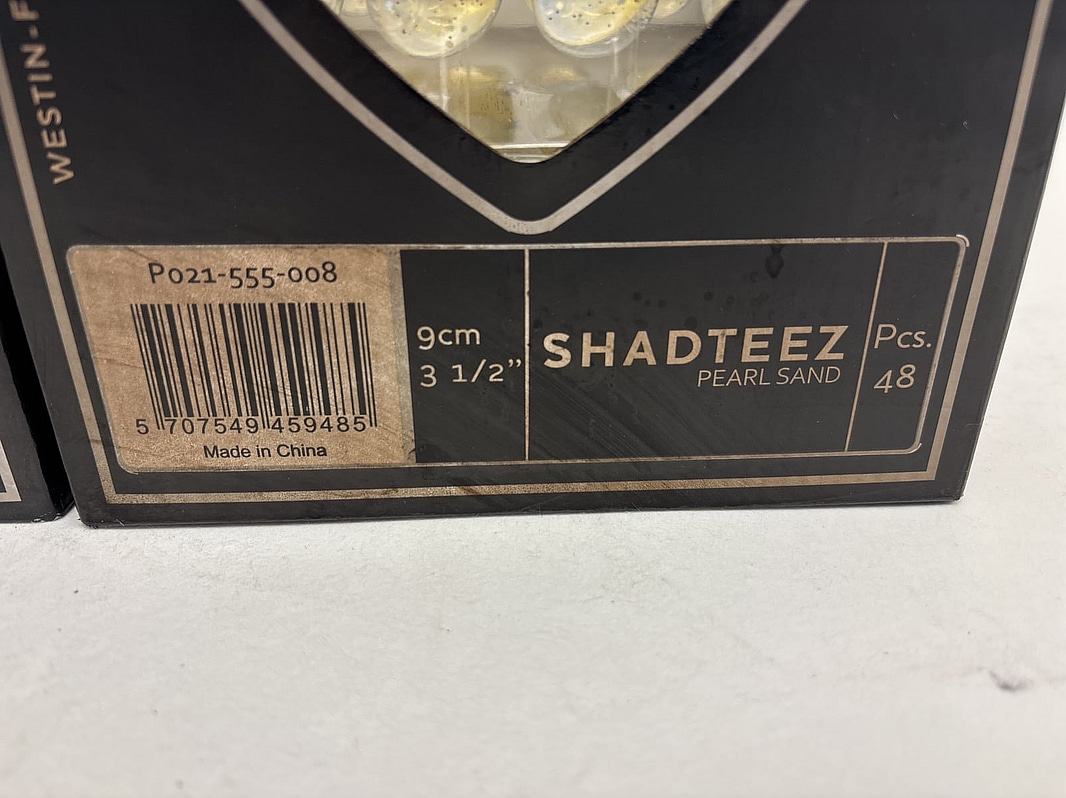 WESTIN-F
P021-555-008
5 707549 459485
Made in China
9cm
3 1/2”
SHADTEEZ
PEARL SAND
Pcs.
48